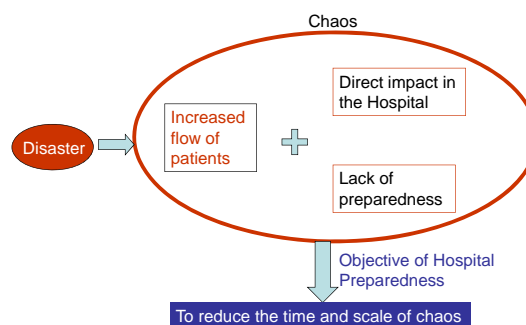 Chaos
Direct impact in
the Hospital
Increased
flow of
patients
Disaster
Lack of
preparedness
Objective of Hospital
Preparedness
To reduce the time and scale of chaos